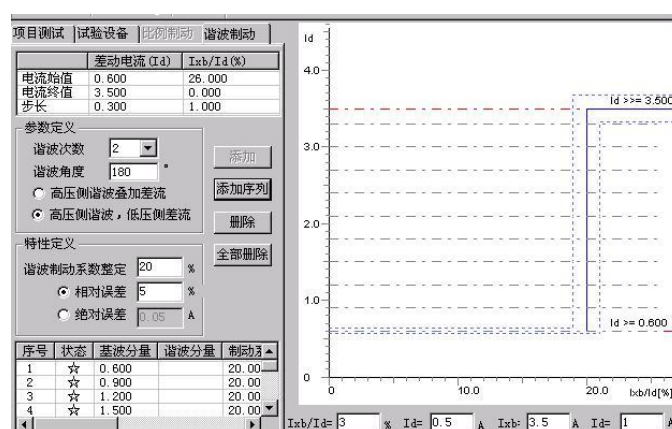 项目测试 试验设备 比例制动 谐波制动
差动电流(Id) Ixb/Id(%)
电流始值 0.600 26.000
电流终值 3.500 0.000
步长 0.300 1.000
参数定义
谐波次数 2
谐波角度 180 °
高压侧谐波叠加差流
高压侧谐波，低压侧差流
添加
添加序列
删除
全部删除
特性定义
谐波制动系数整定 20 %
相对误差 5 %
绝对误差 0.05 A
序号 状态 基波分量 谐波分量 制动系
1 ☆ 0.600 20.00
2 ☆ 0.900 20.00
3 ☆ 1.200 20.00
4 ☆ 1.500 20.00
Id
4.0
3.0
2.0
1.0
0
Id >>= 3.500
Id >= 0.600
0 10.0 20.0 Ixb/Id[%]
Ixb/Id= 3 % Id= 0.5 A Ixb= 3.5 A Id= 1 A